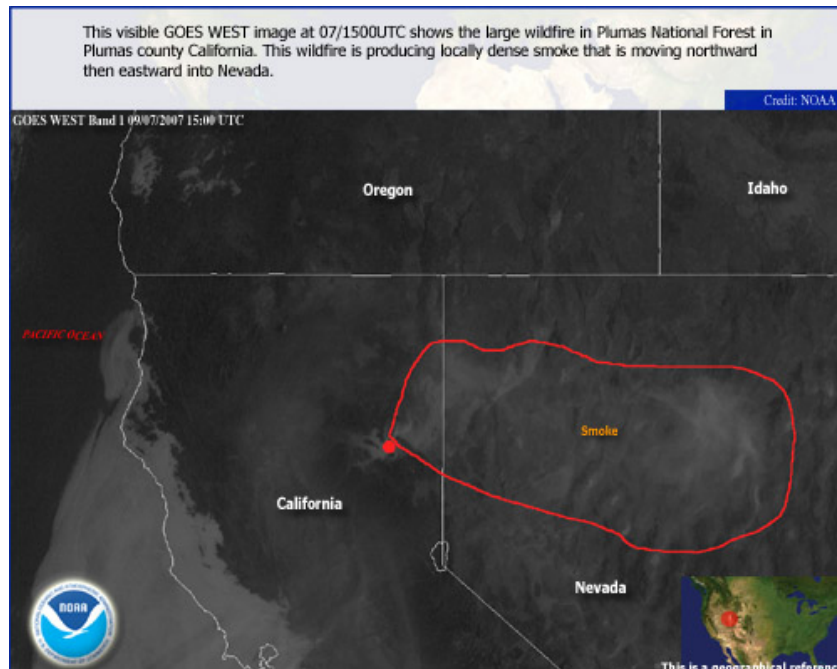 This visible GOES WEST image at 07/1500UTC shows the large wildfire in Plumas National Forest in
Plumas county California. This wildfire is producing locally dense smoke that is moving northward
then eastward into Nevada.
Credit: NOAA
GOES WEST Band 1 09/07/2007 15:00 UTC
Oregon
Idaho
PACIFIC OCEAN
Smoke
California
Nevada
NOAA
This is a geographical reference